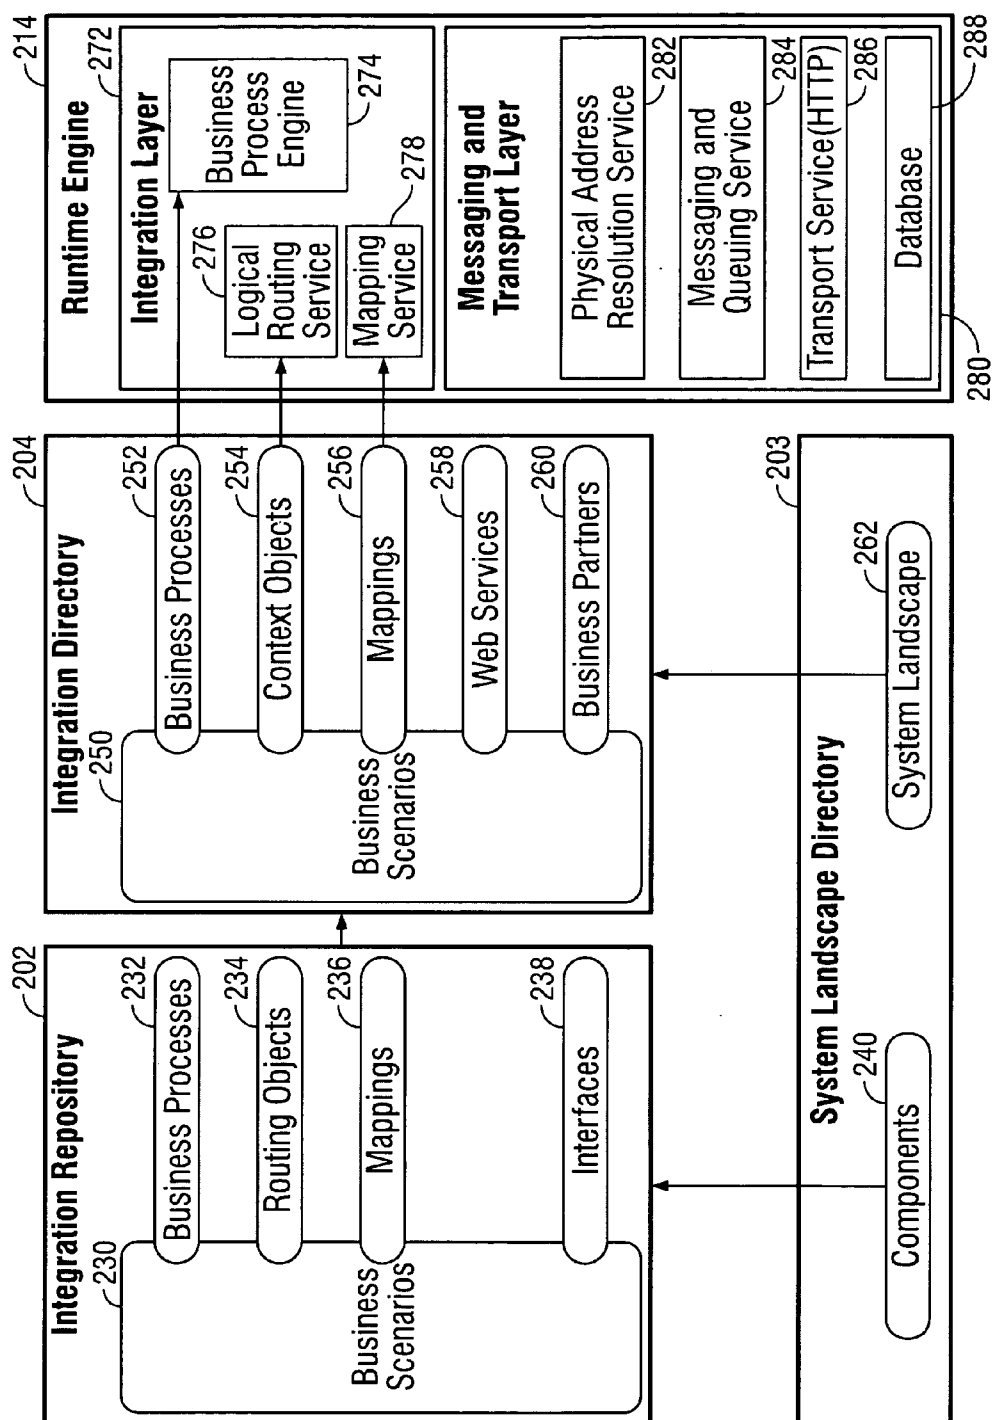 Integration Repository
202
230
Business
Scenarios
Business Processes
232
Routing Objects
234
Mappings
236
Interfaces
238
Integration Directory
204
250
Business
Scenarios
Business Processes
252
Context Objects
254
Mappings
256
Web Services
258
Business Partners
260
Runtime Engine
214
Integration Layer
272
Business
Process
Engine
274
276
Logical
Routing
Service
278
Mapping
Service
Messaging and
Transport Layer
Physical Address
Resolution Service
282
Messaging and
Queuing Service
284
Transport Service(HTTP)
286
Database
288
280
System Landscape Directory
203
Components
240
System Landscape
262